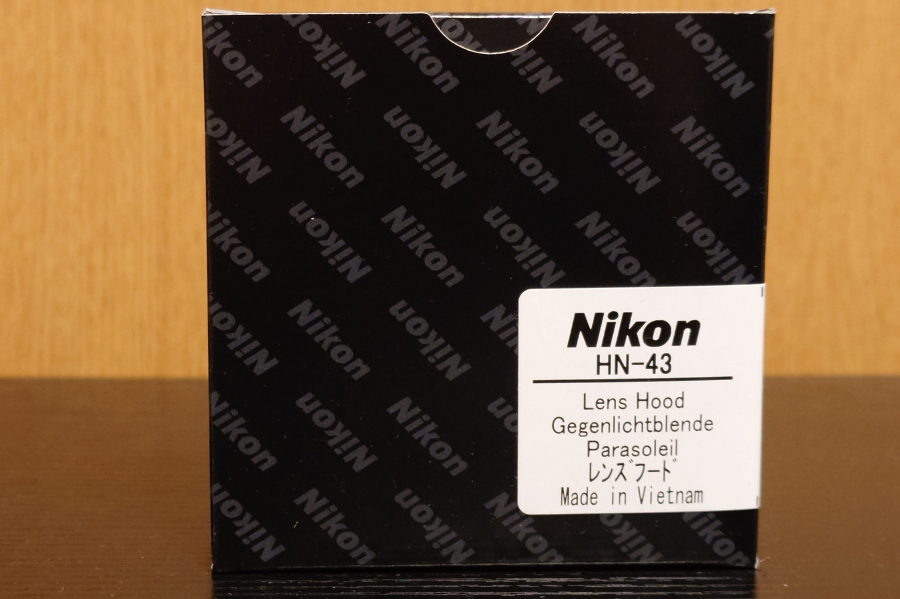 Nikon
HN-43
Lens Hood
Gegenlichtblende
Parasoleil
レンズフード
Made in Vietnam